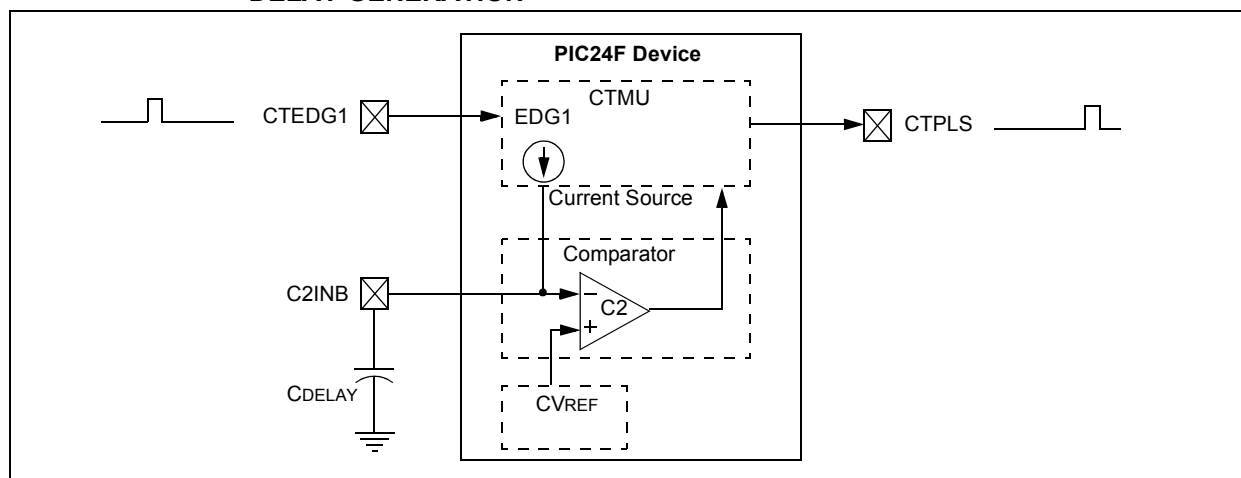 DELAY GENERATION
PIC24F Device
CTMU
CTEDG1
EDG1
CTPLS
Current Source
Comparator
C2INB
−
C2
+
CDELAY
CVREF